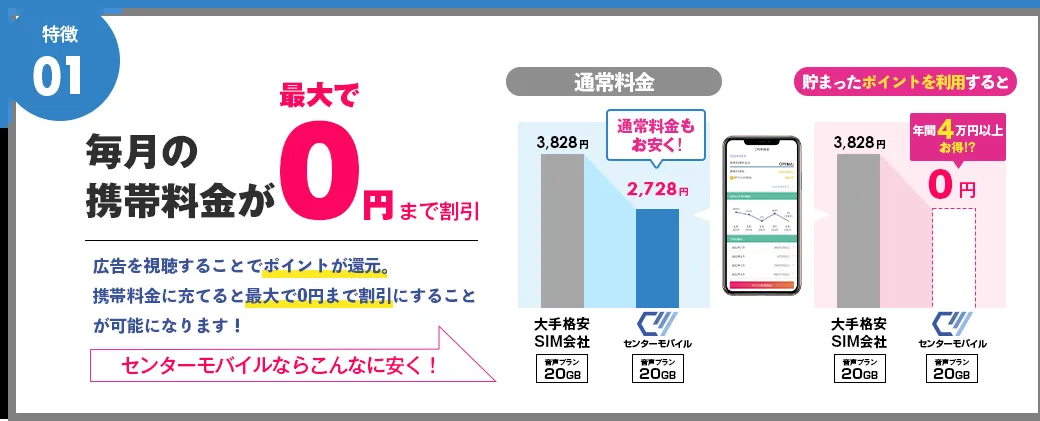 特徴
01
最大で
毎月の
携帯料金が0円まで割引
広告を視聴することでポイントが還元。
携帯料金に充てると最大で0円まで割引にすること
が可能になります！
センターモバイルならこんなに安く！
通常料金
3,828円
通常料金も
お安く！
2,728円
大手格安
SIM会社
音声プラン
20GB
センターモバイル
音声プラン
20GB
貯まったポイントを利用すると
3,828円
年間4万円以上
お得!?
0円
大手格安
SIM会社
音声プラン
20GB
センターモバイル
音声プラン
20GB